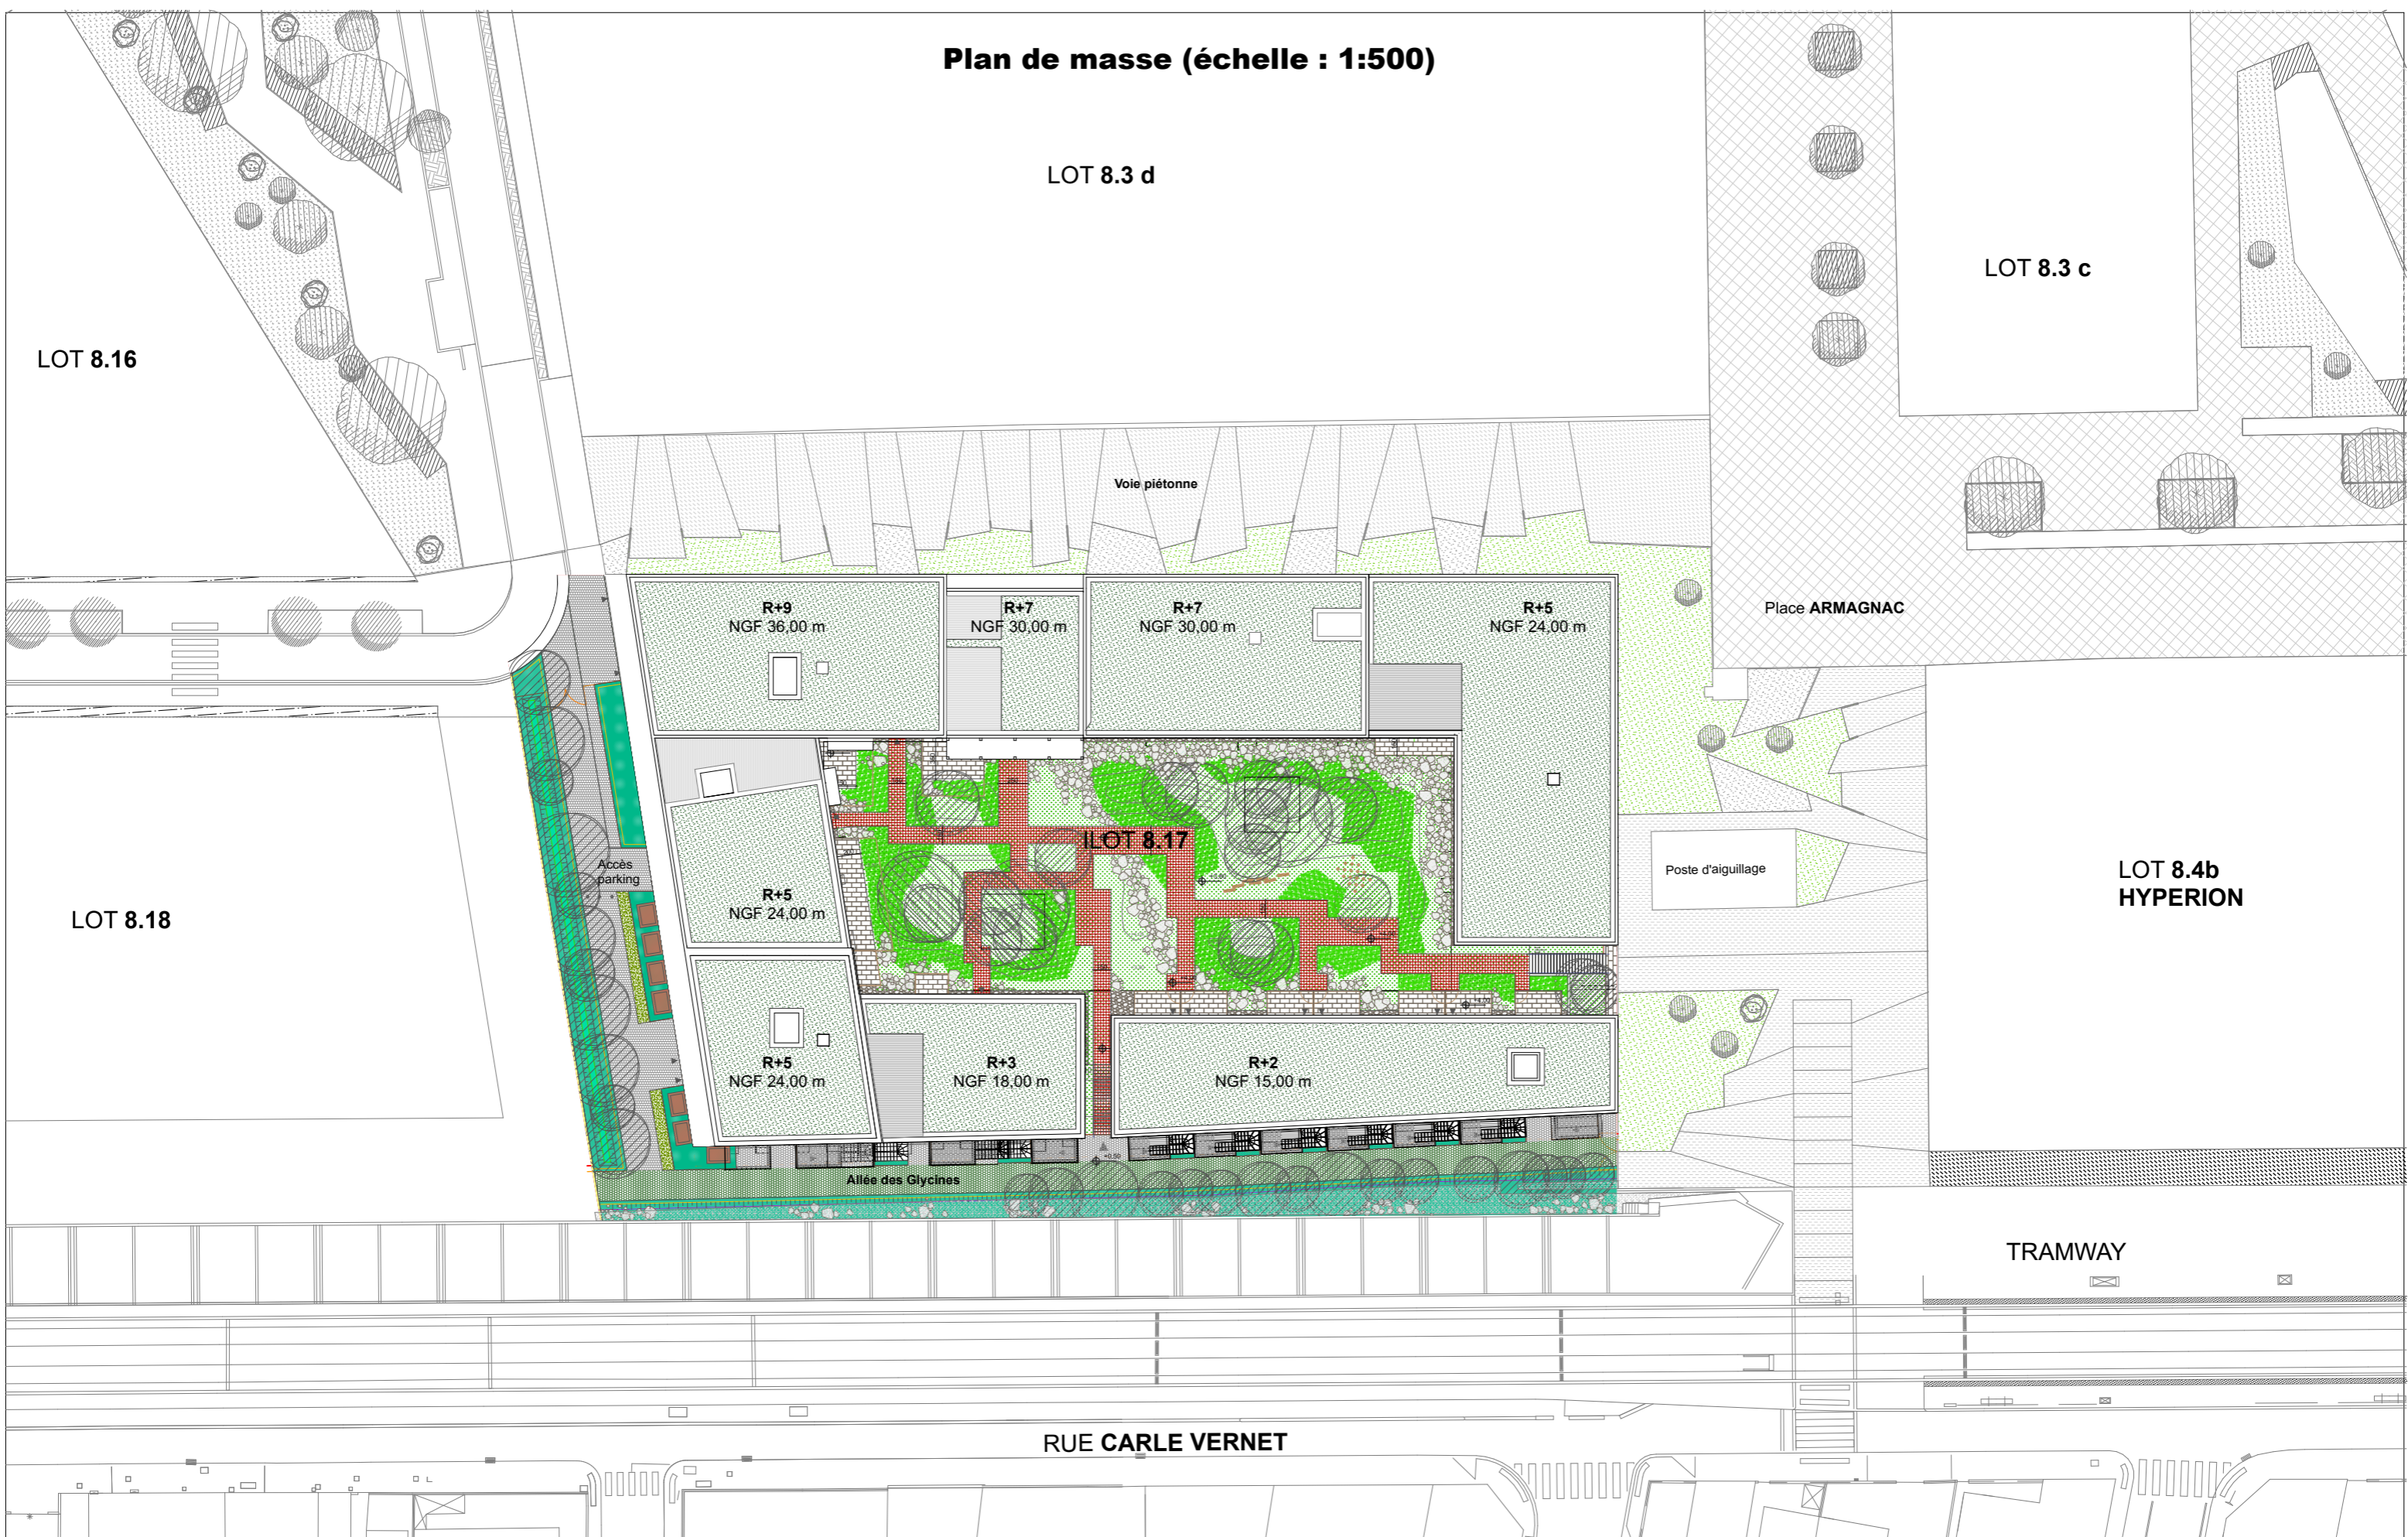 Plan de masse (échelle : 1:500)
LOT 8.3 d
LOT 8.3 c
LOT 8.16
Voie piétonne
R+9
NGF 36,00 m
R+7
NGF 30,00 m
R+7
NGF 30,00 m
R+5
NGF 24,00 m
Place ARMAGNAC
ILOT 8.17
Accès
parking
Poste d'aiguillage
LOT 8.4b
HYPERION
R+5
NGF 24,00 m
LOT 8.18
R+5
NGF 24,00 m
R+3
NGF 18,00 m
R+2
NGF 15,00 m
+0,50
Allée des Glycines
TRAMWAY
RUE CARLE VERNET